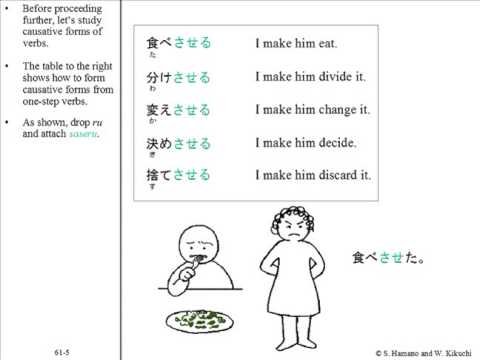 • Before proceeding
further, let's study
causative forms of
verbs.
• The table to the right
shows how to form
causative forms from
one-step verbs.
• As shown, drop ru
and attach saseru.
食べさせる I make him eat.
た
分けさせる I make him divide it.
わ
変えさせる I make him change it.
か
決めさせる I make him decide.
き
捨てさせる I make him discard it.
す
食べさせた。
61-5
© S. Hamano and W. Kikuchi